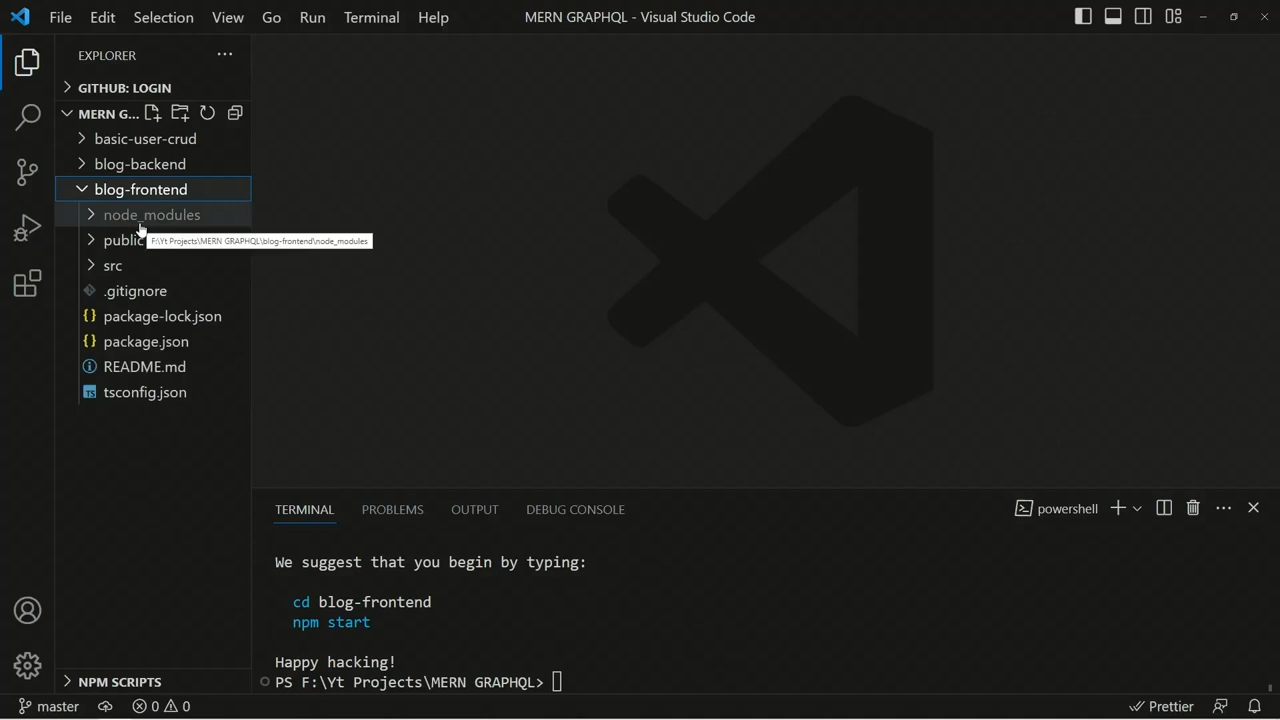 File Edit Selection View Go Run Terminal Help
MERN GRAPHQL - Visual Studio Code
EXPLORER
GITHUB: LOGIN
MERN G...
basic-user-crud
blog-backend
blog-frontend
node_modules
public
F:\Yt Projects\MERN GRAPHQL\blog-frontend\node_modules
src
.gitignore
package-lock.json
package.json
README.md
TS tsconfig.json
TERMINAL PROBLEMS OUTPUT DEBUG CONSOLE
powershell
We suggest that you begin by typing:
cd blog-frontend
npm start
Happy hacking!
PS F:\Yt Projects\MERN GRAPHQL>
NPM SCRIPTS
master 0 0 Prettier